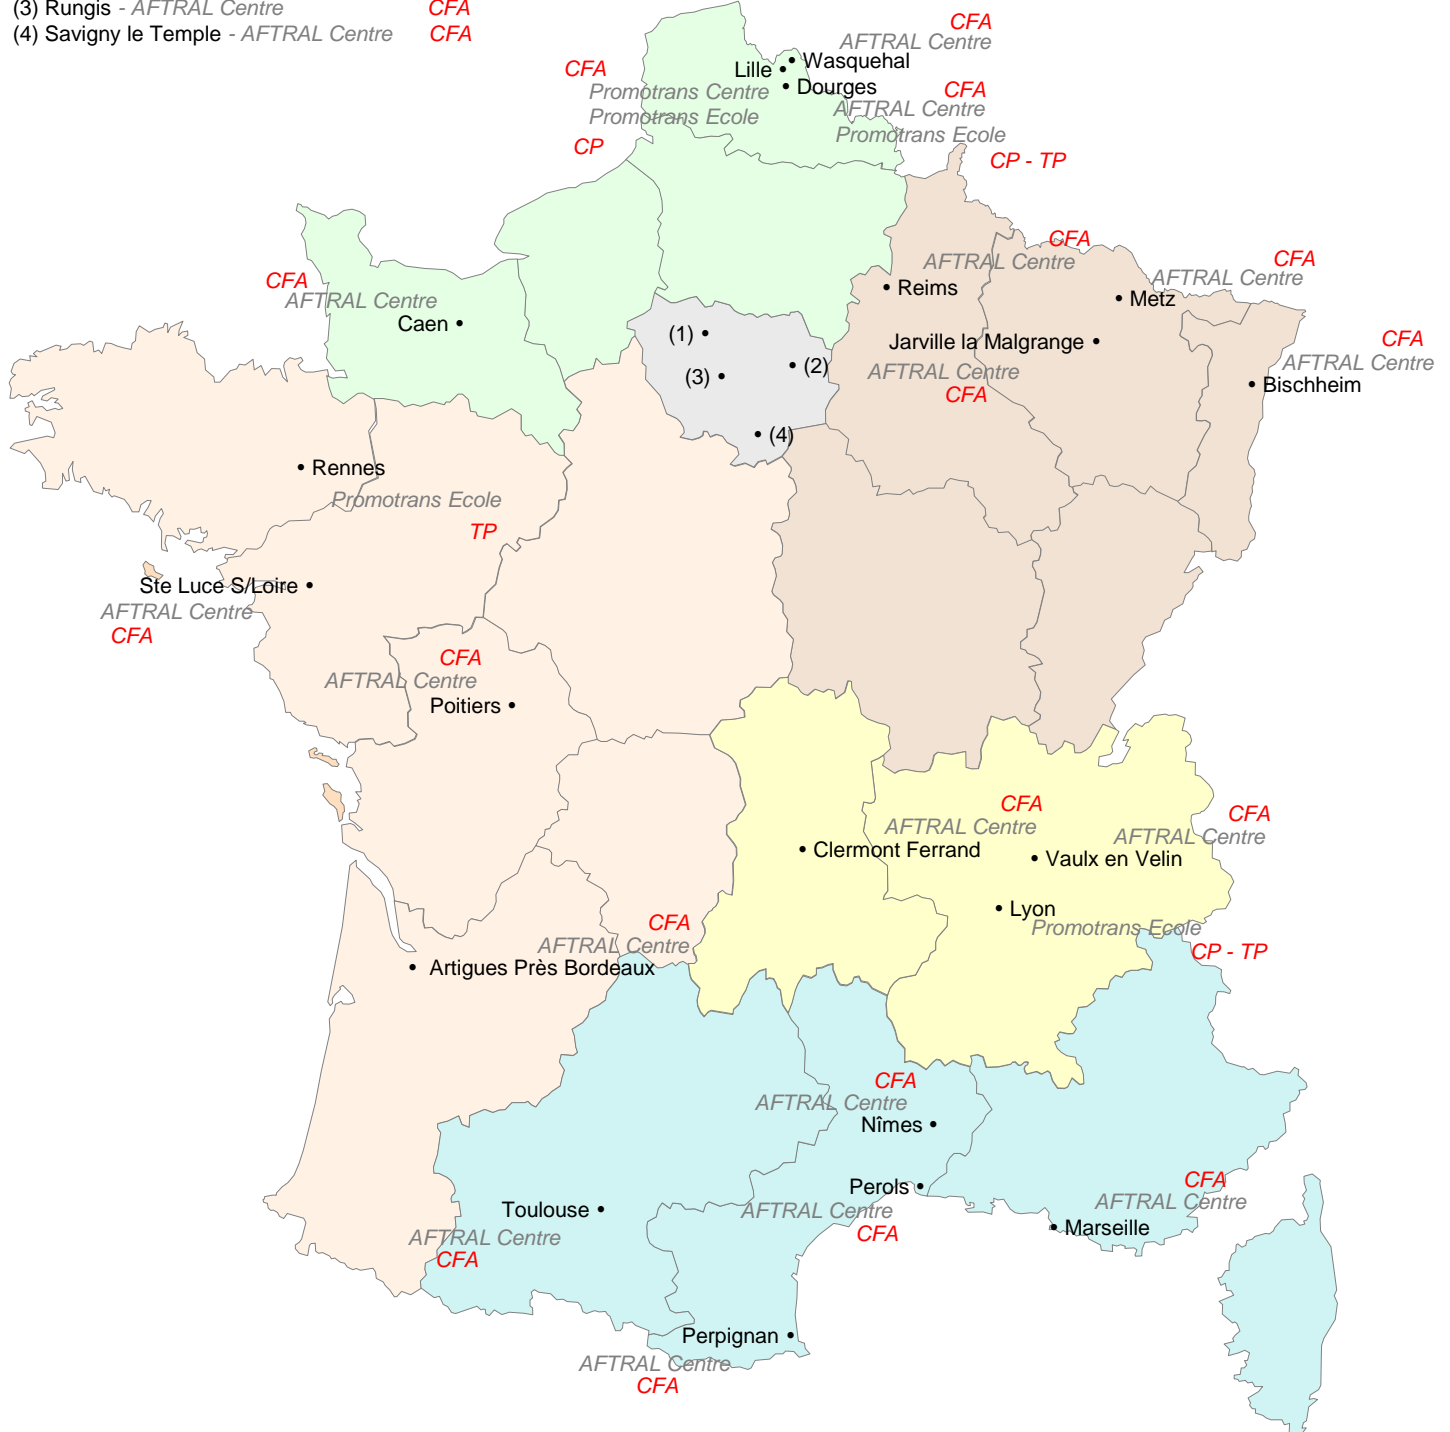 (3) Rungis - AFTRAL Centre CFA
(4) Savigny le Temple - AFTRAL Centre CFA
CFA
AFTRAL Centre
Wasquehal
CFA
Lille
Promotrans Centre
Promotrans Ecole
CP
Dourges
CFA
AFTRAL Centre
Promotrans Ecole
CP - TP
CFA
AFTRAL Centre
Caen
CFA
AFTRAL Centre
Reims
AFTRAL Centre
CFA
Metz
Jarville la Malgrange
AFTRAL Centre
CFA
CFA
AFTRAL Centre
Bischheim
(1)
(2)
(3)
(4)
Rennes
Promotrans Ecole
TP
Ste Luce S/Loire
AFTRAL Centre
CFA
CFA
AFTRAL Centre
Poitiers
CFA
AFTRAL Centre
Clermont Ferrand
CFA
AFTRAL Centre
Vaulx en Velin
Lyon
Promotrans Ecole
CP - TP
CFA
AFTRAL Centre
Artigues Près Bordeaux
CFA
AFTRAL Centre
Nîmes
Perols
AFTRAL Centre
CFA
CFA
AFTRAL Centre
Marseille
Toulouse
AFTRAL Centre
CFA
Perpignan
AFTRAL Centre
CFA